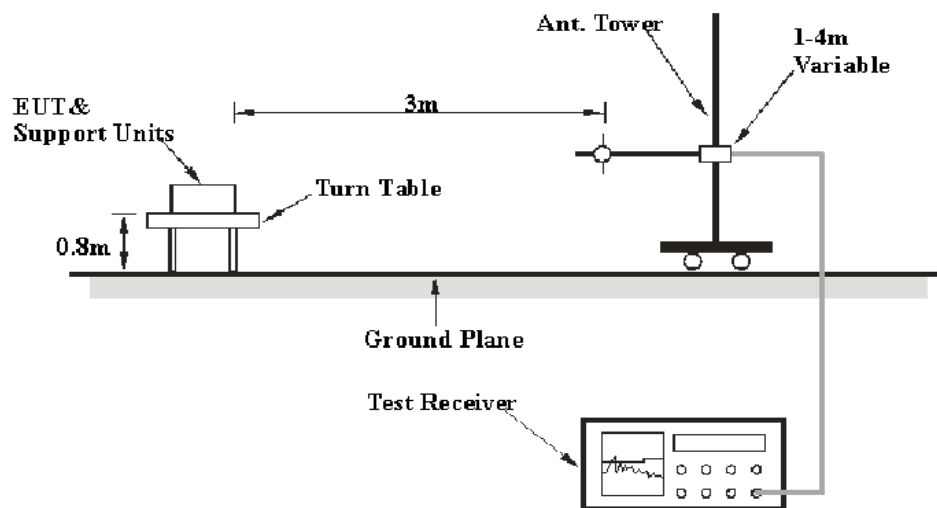 Ant. Tower
1-4m
Variable
3m
EUT&
Support Units
Turn Table
0.8m
Ground Plane
Test Receiver